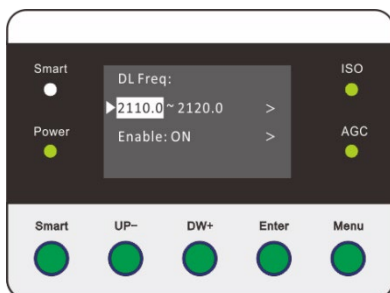 Smart
ISO
DL Freq:
2110.0 ~ 2120.0 >
Power
AGC
Enable: ON >
Smart
UP−
DW+
Enter
Menu